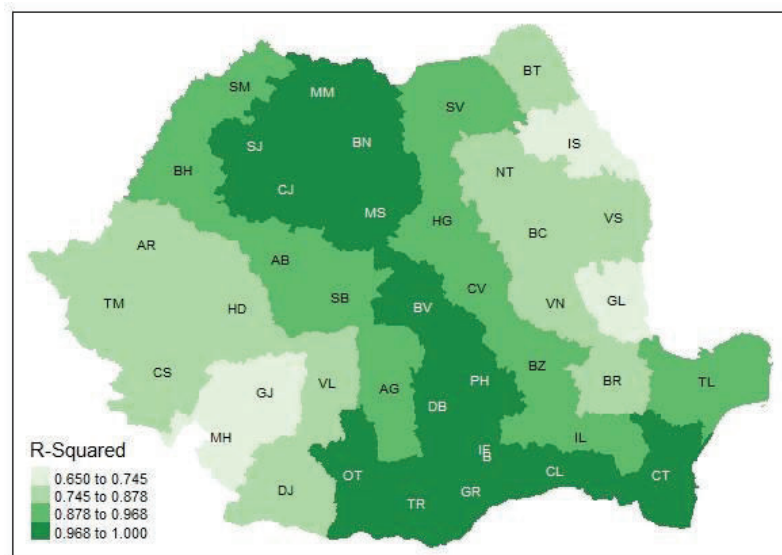 BT
SM
MM
SV
IS
SJ
BN
NT
BH
CJ
MS
HG
VS
BC
AR
AB
CV
SB
BV
VN
GL
TM
HD
CS
VL
AG
PH
BZ
BR
TL
GJ
DB
MH
IF
B
IL
R-Squared
0.650 to 0.745
0.745 to 0.878
0.878 to 0.968
0.968 to 1.000
DJ
OT
TR
GR
CL
CT